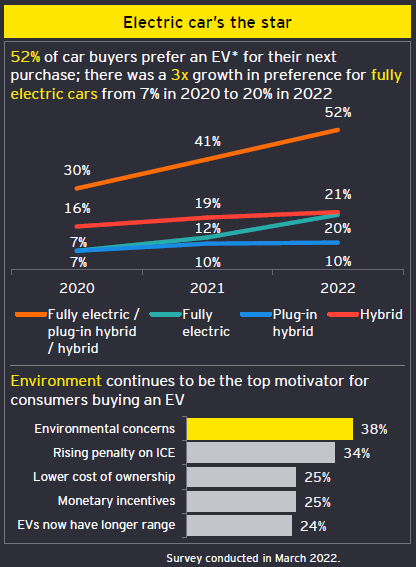 Electric car's the star
52% of car buyers prefer an EV* for their next
purchase; there was a 3x growth in preference for fully
electric cars from 7% in 2020 to 20% in 2022
52%
41%
30%
16%
19%
21%
7%
12%
20%
7%
10%
10%
2020
2021
2022
Fully electric /
plug-in hybrid
/ hybrid
Fully
electric
Plug-in
hybrid
Hybrid
Environment continues to be the top motivator for
consumers buying an EV
Environmental concerns 38%
Rising penalty on ICE 34%
Lower cost of ownership 25%
Monetary incentives 25%
EVs now have longer range 24%
Survey conducted in March 2022.